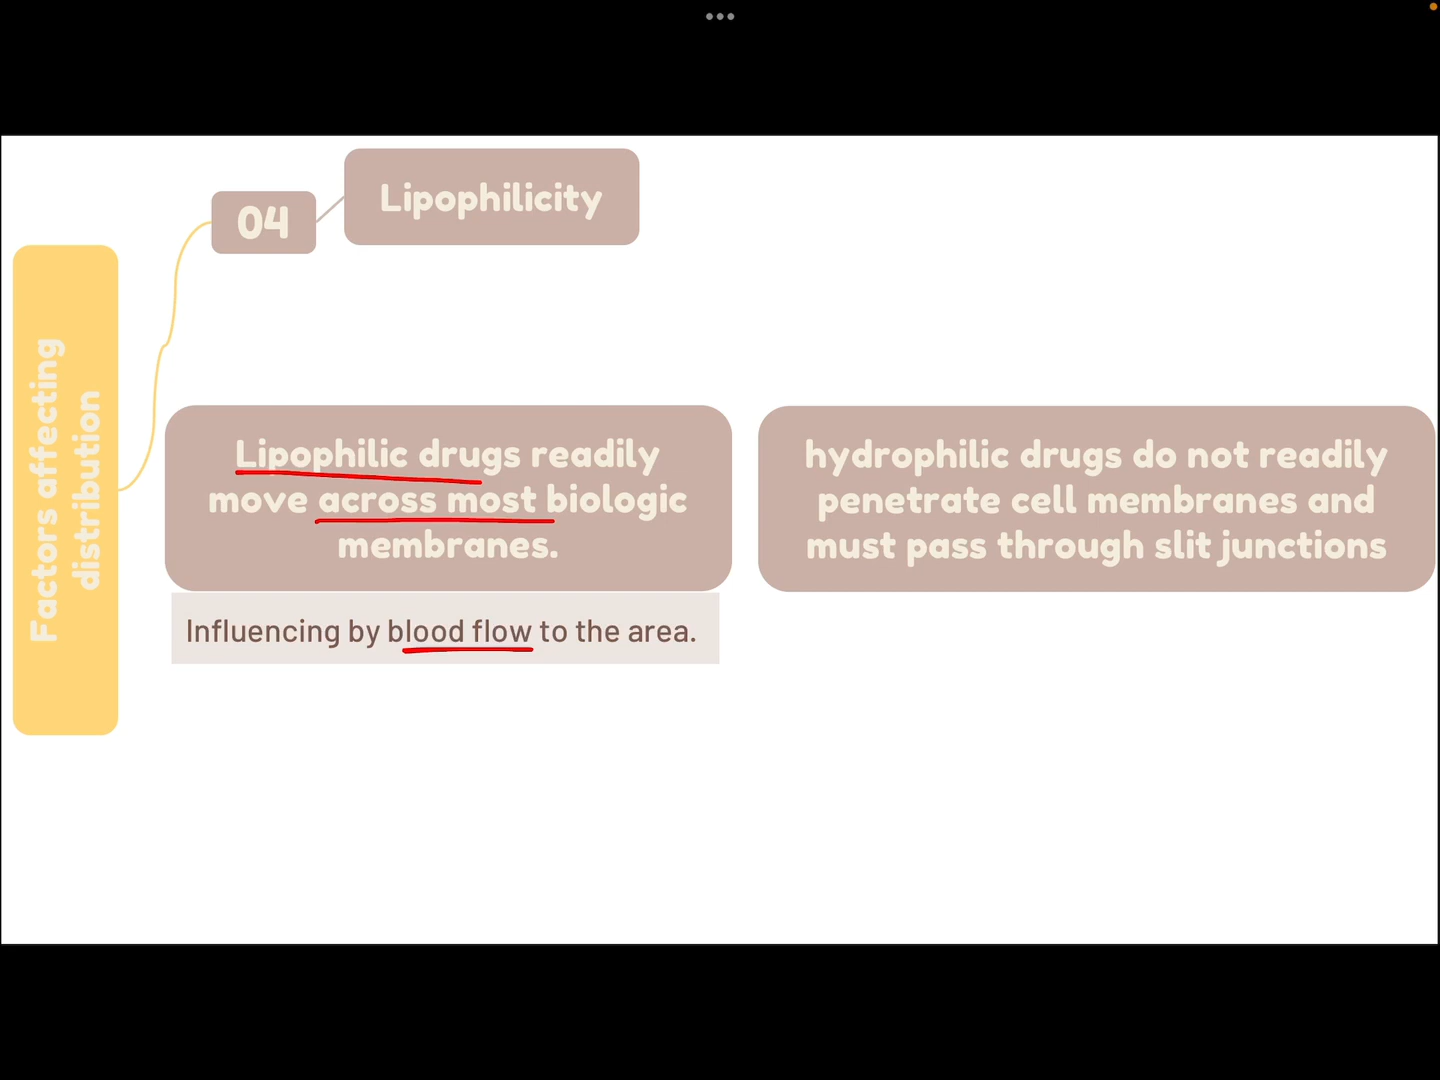 04
Lipophilicity
Factors affecting
distribution
Lipophilic drugs readily
move across most biologic
membranes.
Influencing by blood flow to the area.
hydrophilic drugs do not readily
penetrate cell membranes and
must pass through slit junctions